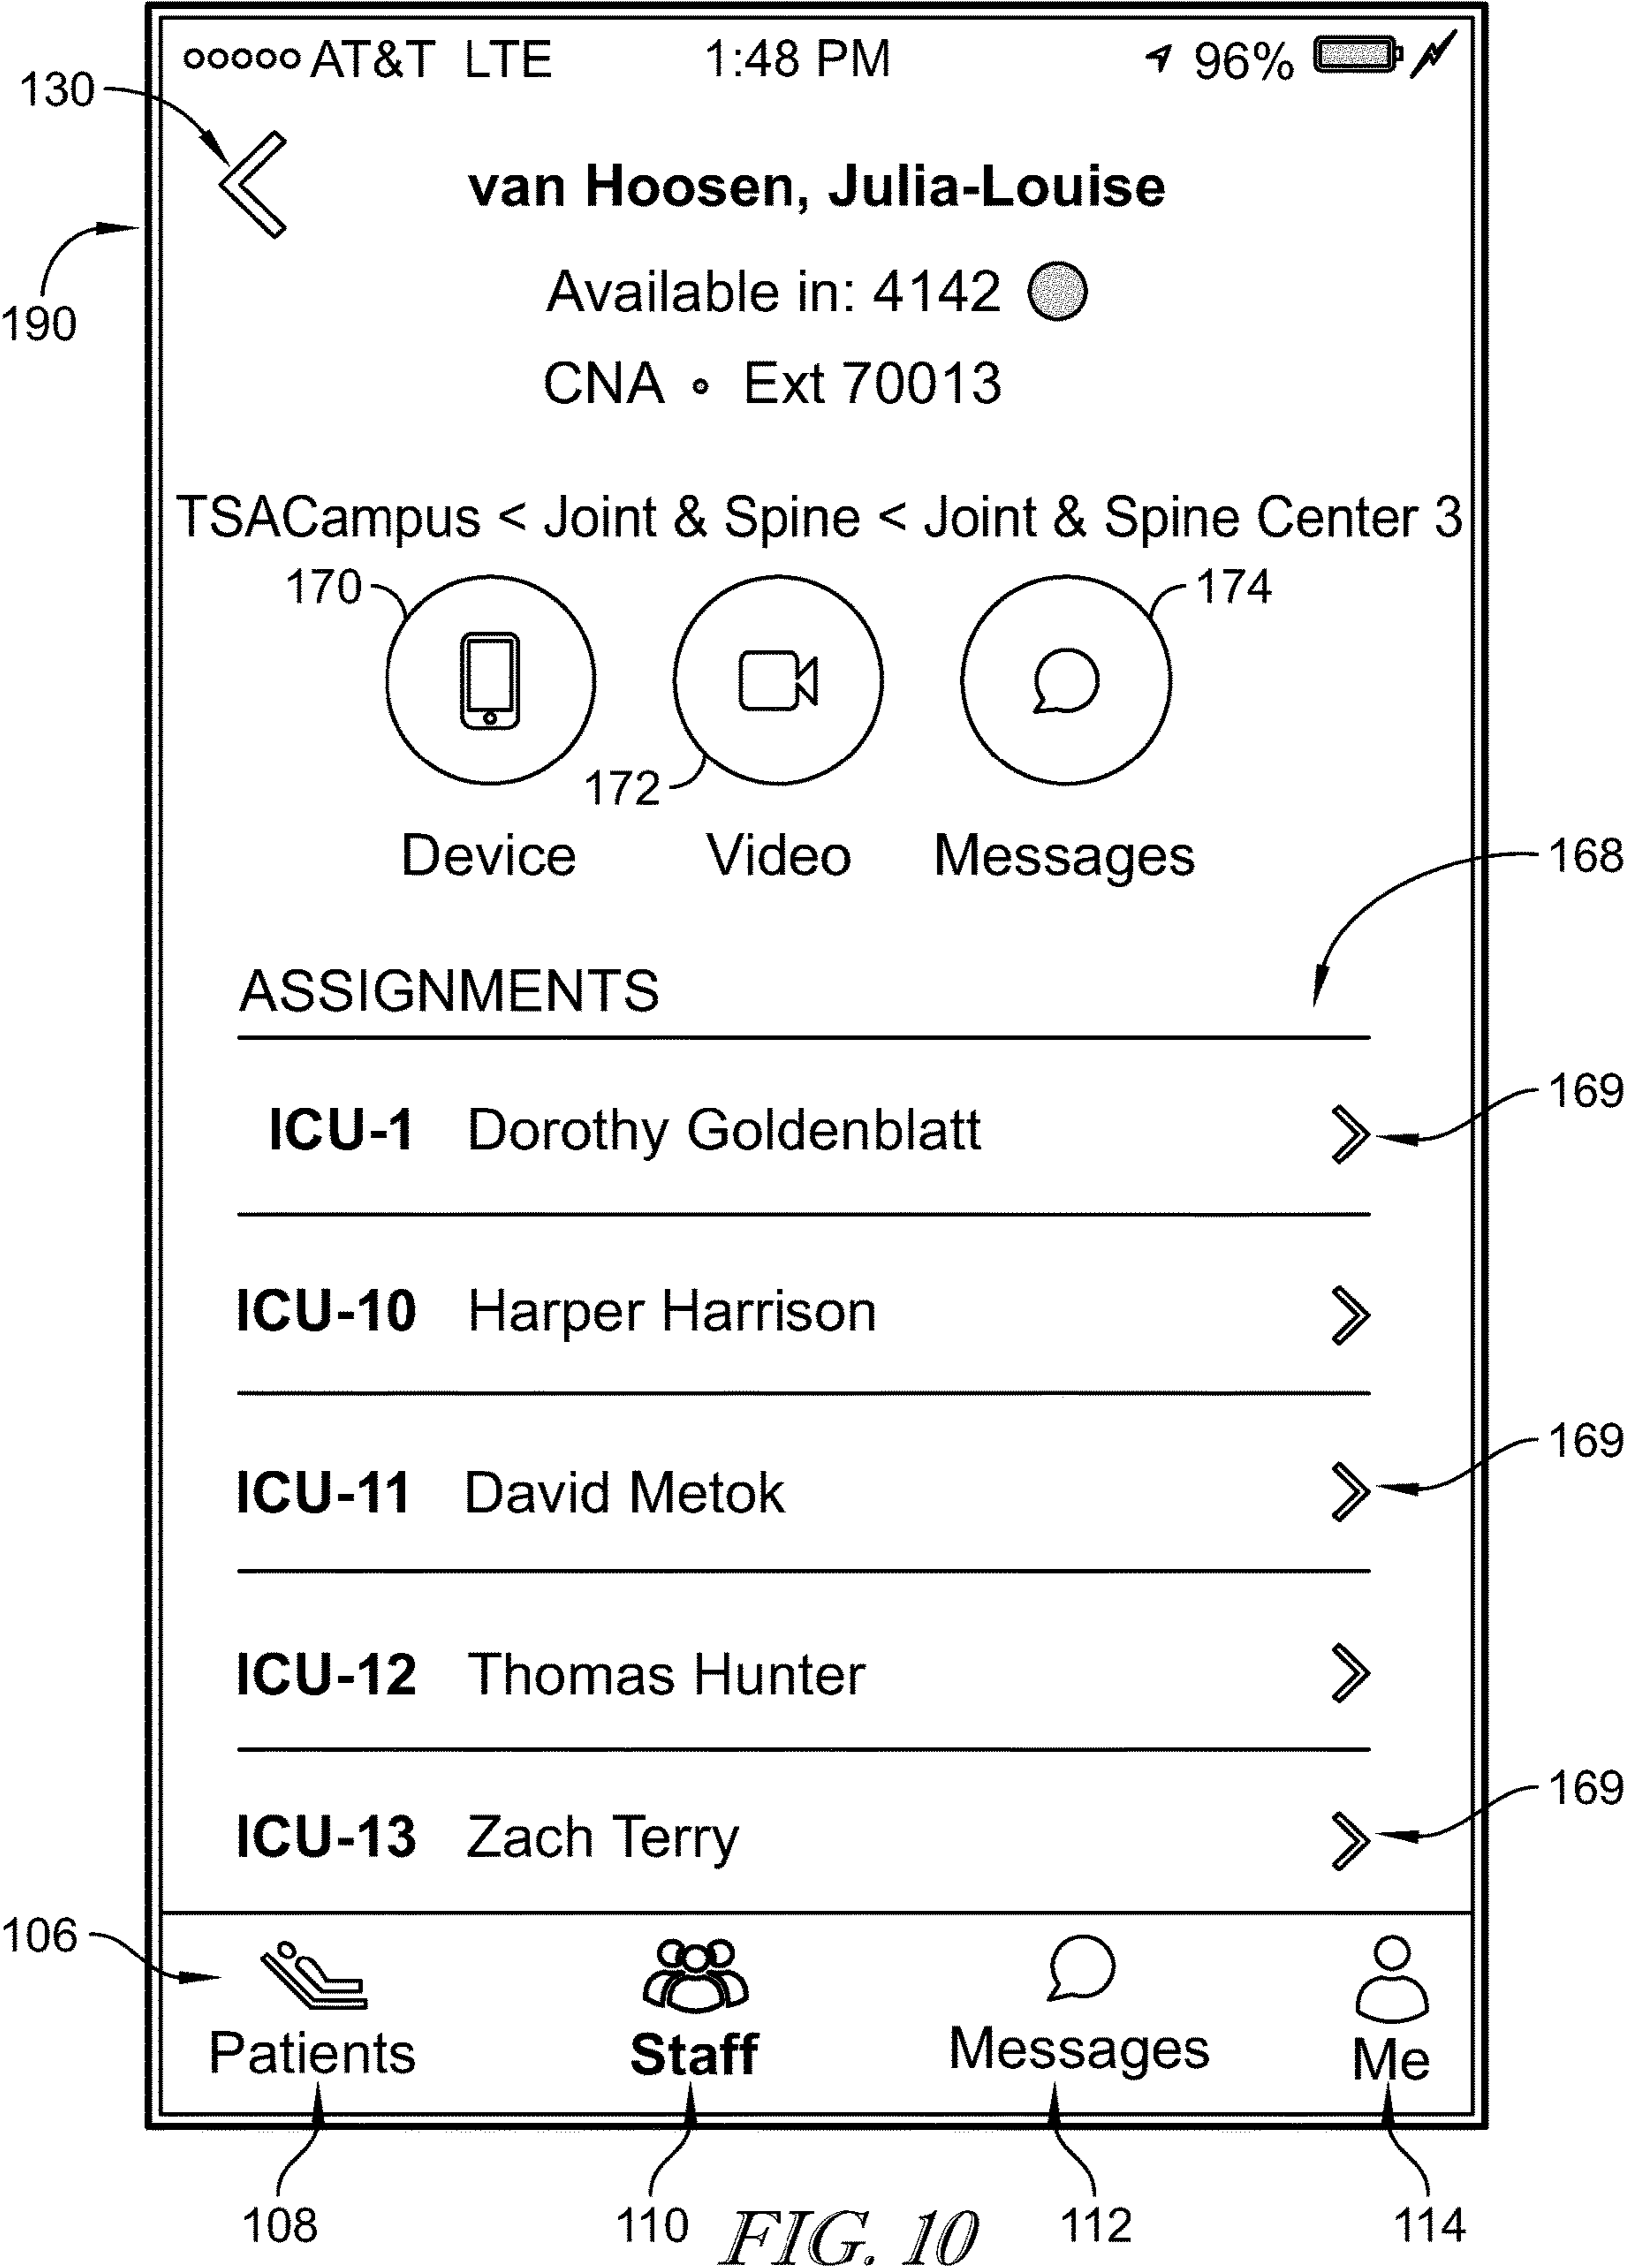 ooooo AT&T LTE 1:48 PM 96%
130
van Hoosen, Julia-Louise
190
Available in: 4142
CNA • Ext 70013
TSACampus < Joint & Spine < Joint & Spine Center 3
170 174
172
Device Video Messages
168
ASSIGNMENTS
169
ICU-1 Dorothy Goldenblatt
ICU-10 Harper Harrison
169
ICU-11 David Metok
ICU-12 Thomas Hunter
169
ICU-13 Zach Terry
106
Patients Staff Messages Me
108 110 112 114
FIG. 10